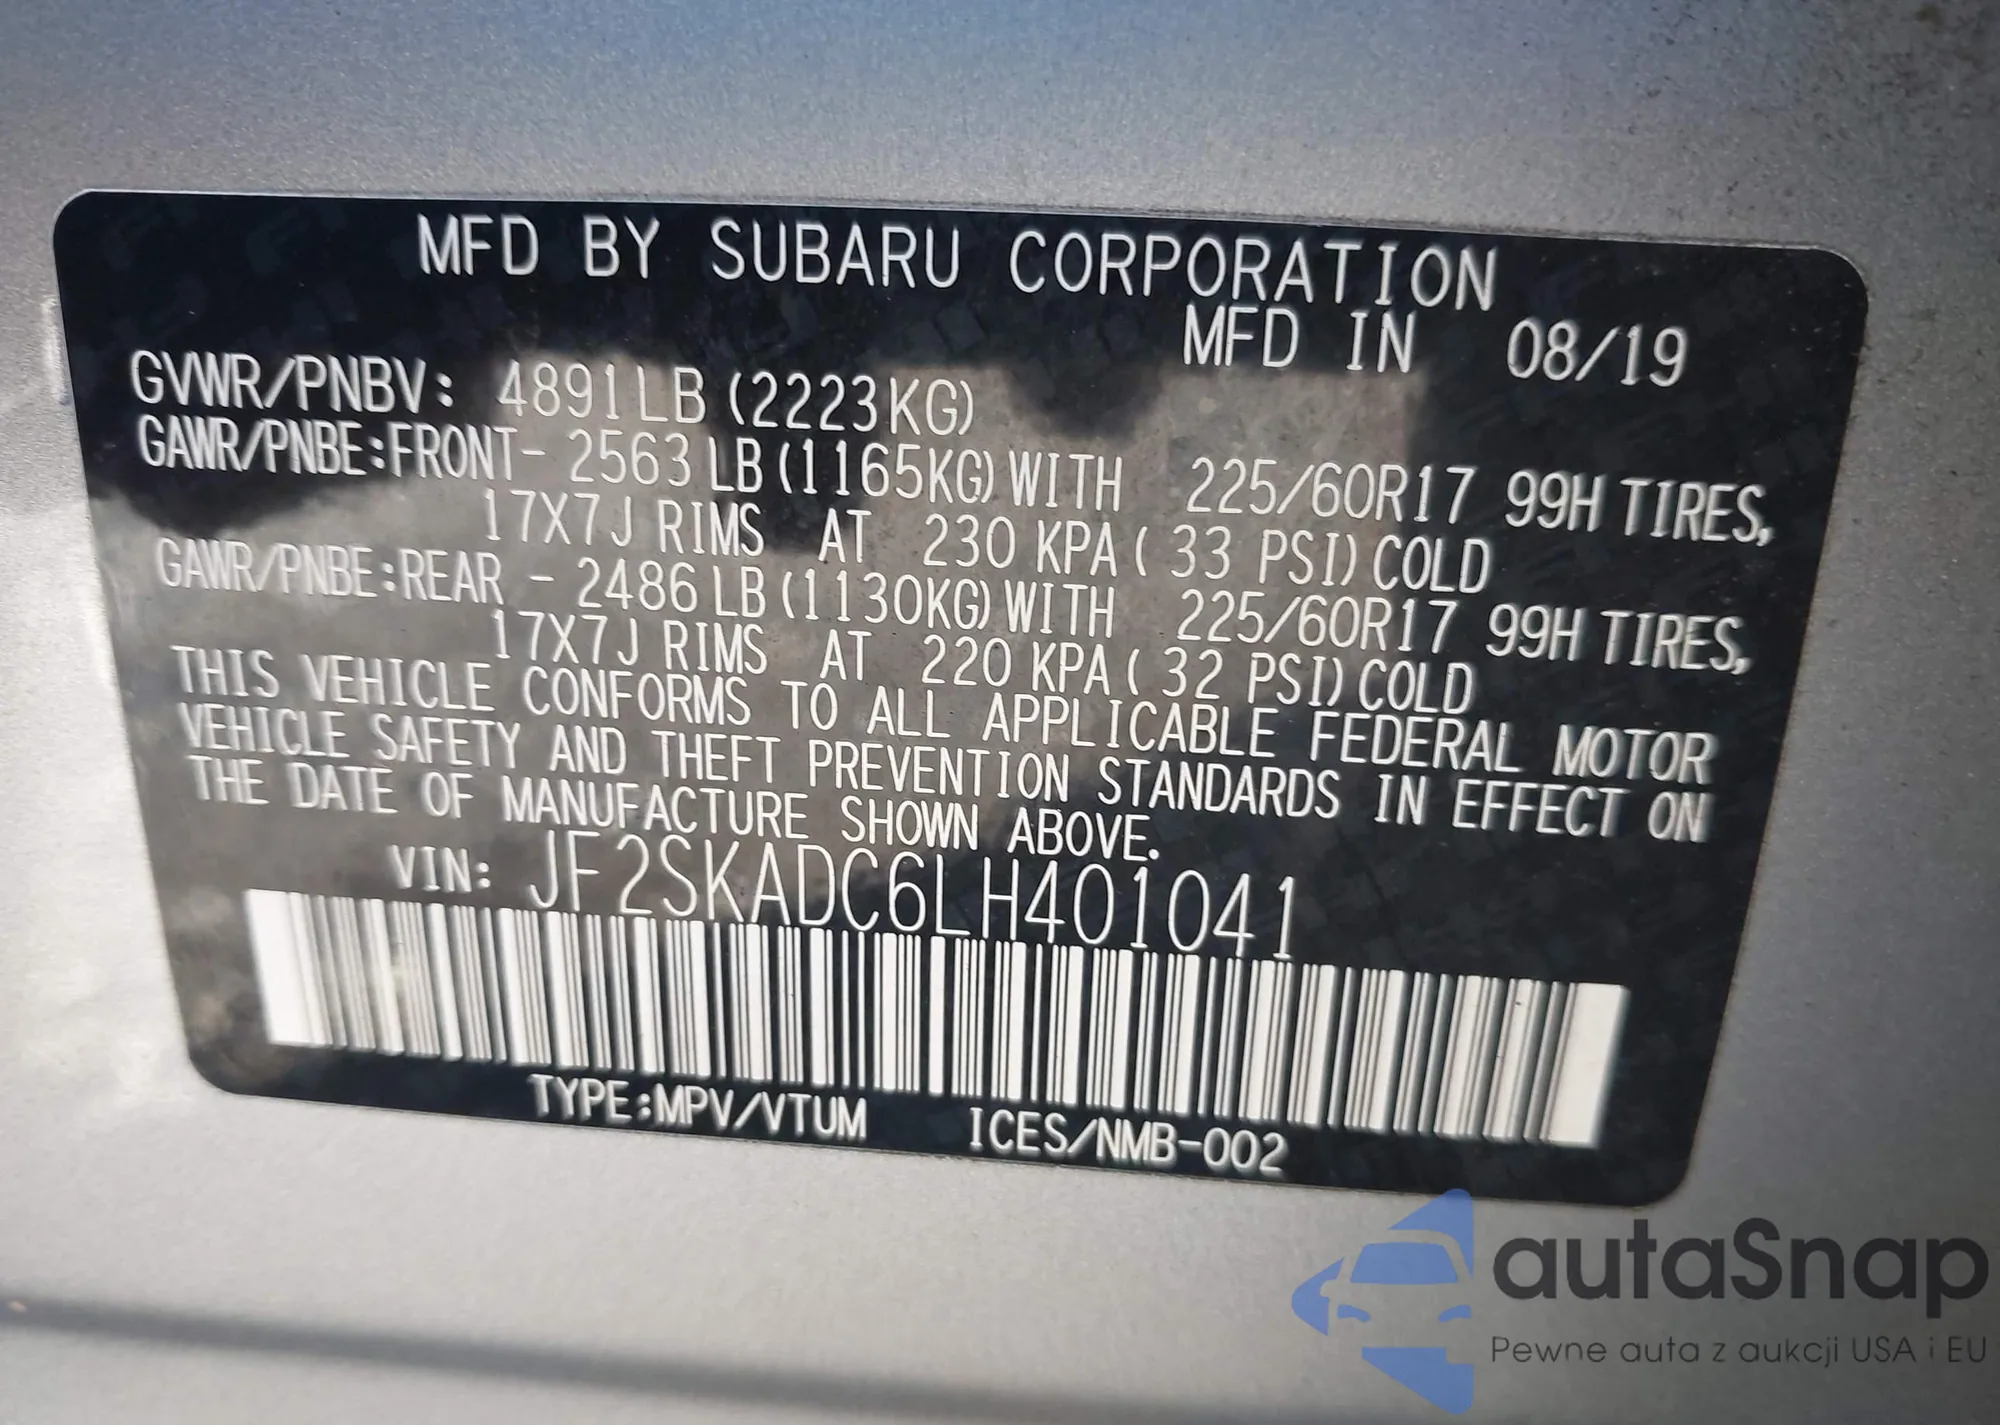 MFD BY SUBARU CORPORATION
MFD IN 08/19
GVWR/PNBV: 4891LB (2223KG)
GAWR/PNBE:FRONT- 2563 LB (1165KG) WITH 225/60R17 99H TIRES,
17X7J RIMS AT 230 KPA ( 33 PSI) COLD
GAWR/PNBE:REAR - 2486 LB (1130KG) WITH 225/60R17 99H TIRES,
17X7J RIMS AT 220 KPA ( 32 PSI) COLD
THIS VEHICLE CONFORMS TO ALL APPLICABLE FEDERAL MOTOR
VEHICLE SAFETY AND THEFT PREVENTION STANDARDS IN EFFECT ON
THE DATE OF MANUFACTURE SHOWN ABOVE.
VIN: JF2SKADC6LH401041
TYPE:MPV/VTUM ICES/NMB-002
autaSnap
Pewne auta z aukcji USA i EU